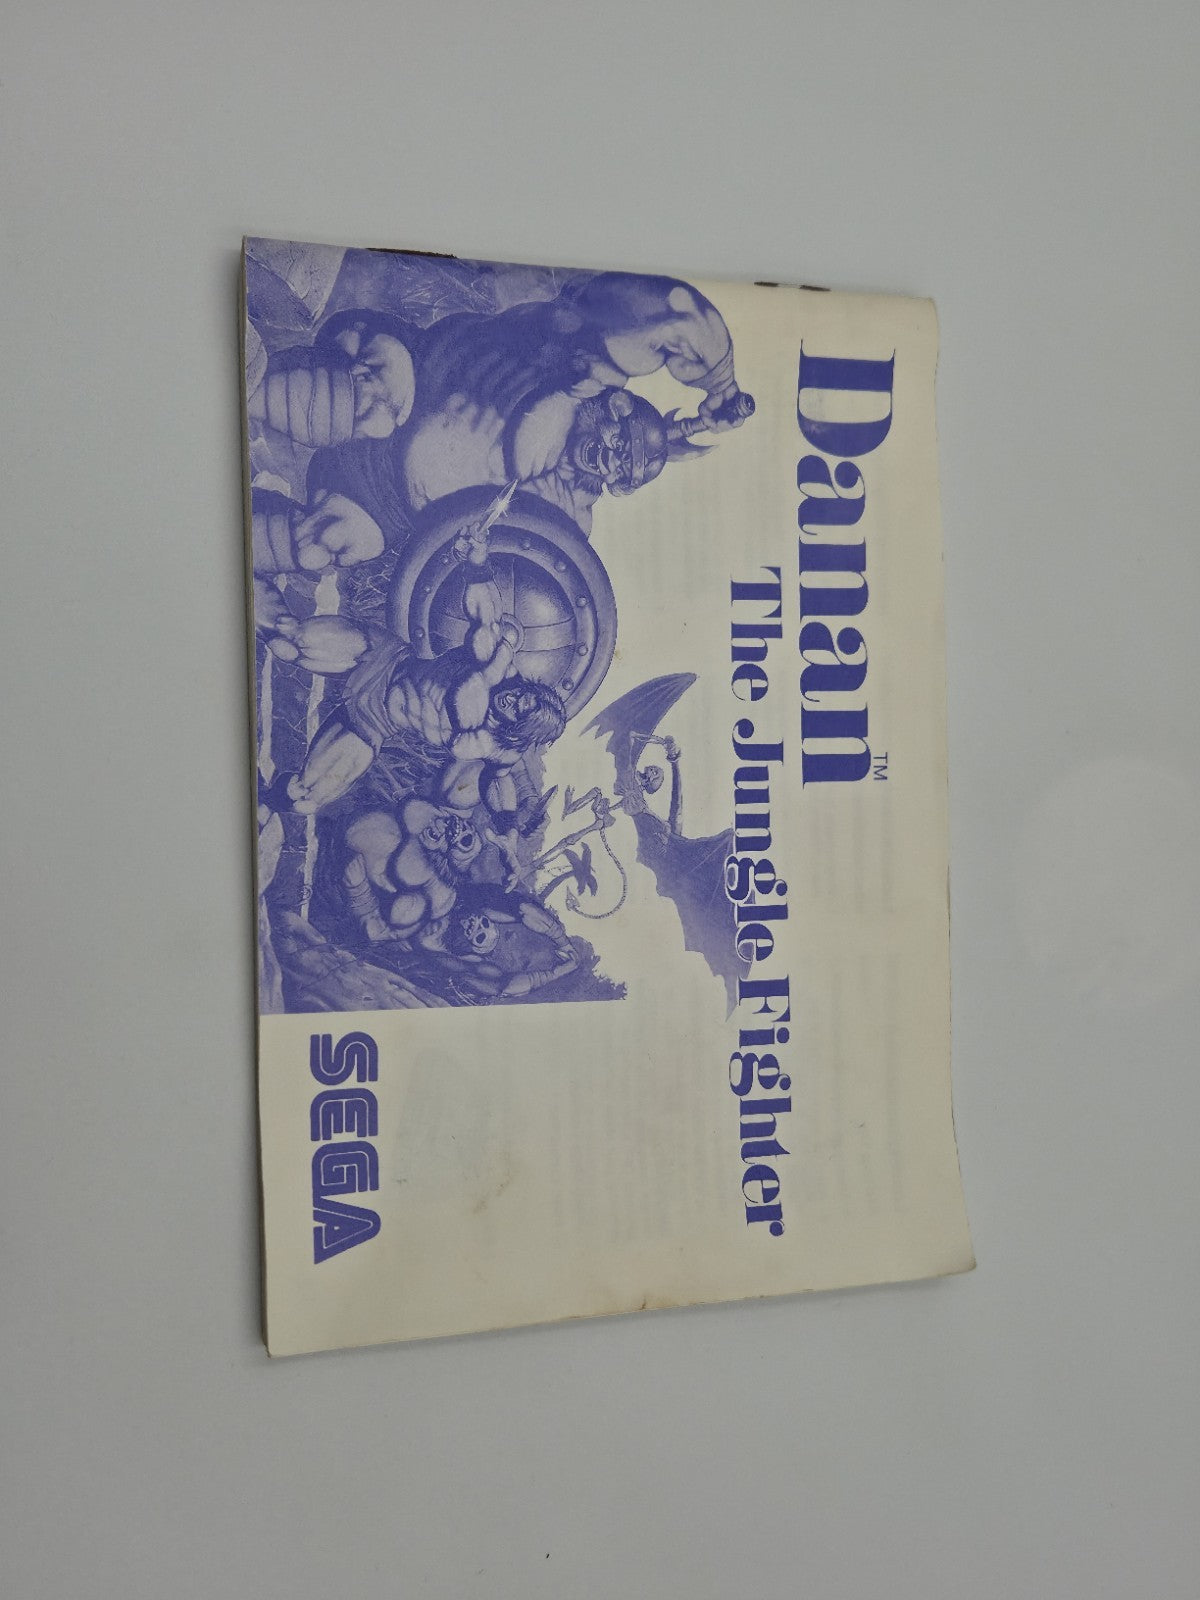 Danan™
The Jungle Fighter
SEGA